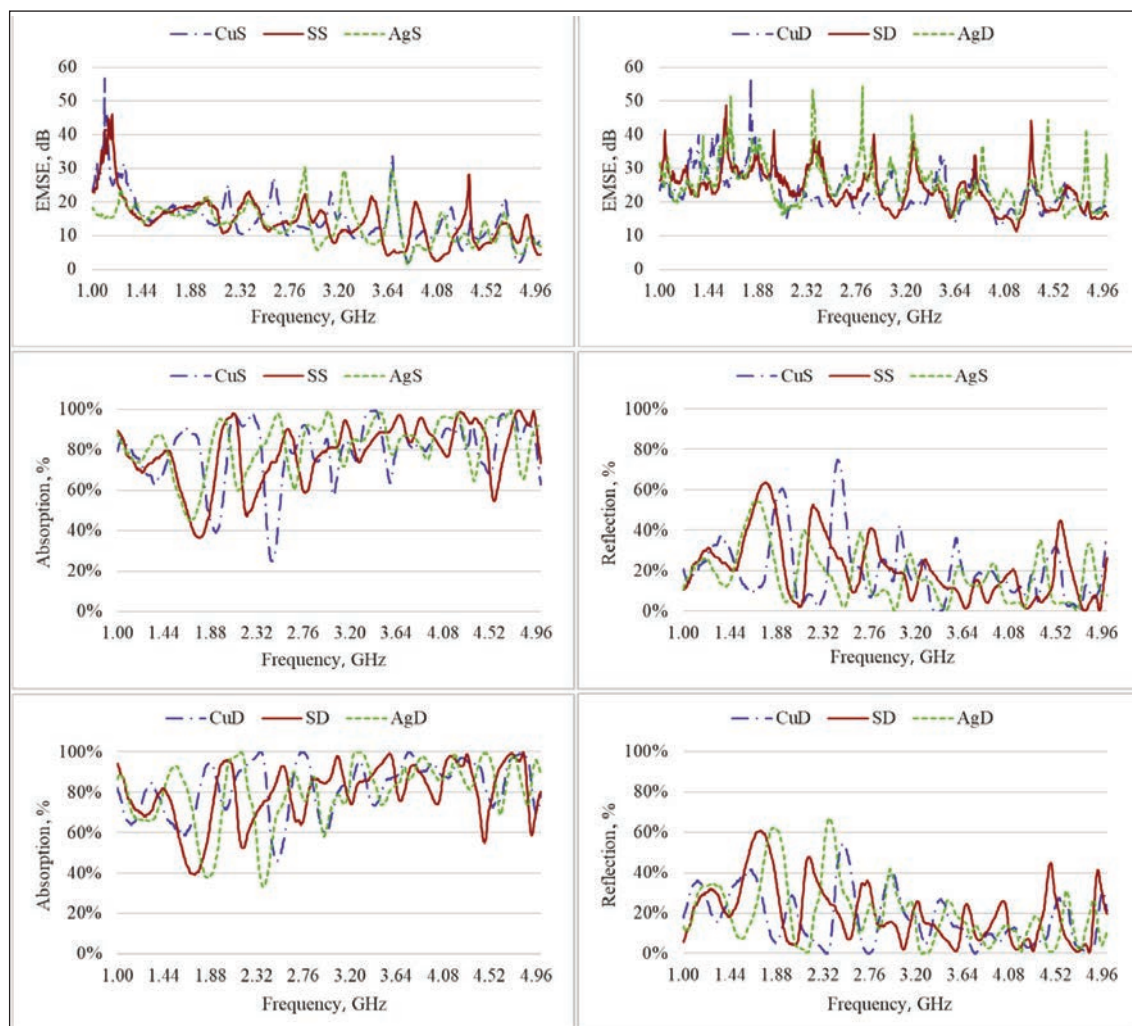 CuS SS AgS
EMSE, dB
60
50
40
30
20
10
0
1.00 1.44 1.88 2.32 2.76 3.20 3.64 4.08 4.52 4.96
Frequency, GHz
CuD SD AgD
EMSE, dB
60
50
40
30
20
10
0
1.00 1.44 1.88 2.32 2.76 3.20 3.64 4.08 4.52 4.96
Frequency, GHz
CuS SS AgS
Absorption, %
100%
80%
60%
40%
20%
0%
1.00 1.44 1.88 2.32 2.76 3.20 3.64 4.08 4.52 4.96
Frequency, GHz
CuS SS AgS
Reflection, %
100%
80%
60%
40%
20%
0%
1.00 1.44 1.88 2.32 2.76 3.20 3.64 4.08 4.52 4.96
Frequency, GHz
CuD SD AgD
Absorption, %
100%
80%
60%
40%
20%
0%
1.00 1.44 1.88 2.32 2.76 3.20 3.64 4.08 4.52 4.96
Frequency, GHz
CuD SD AgD
Reflection, %
100%
80%
60%
40%
20%
0%
1.00 1.44 1.88 2.32 2.76 3.20 3.64 4.08 4.52 4.96
Frequency, GHz